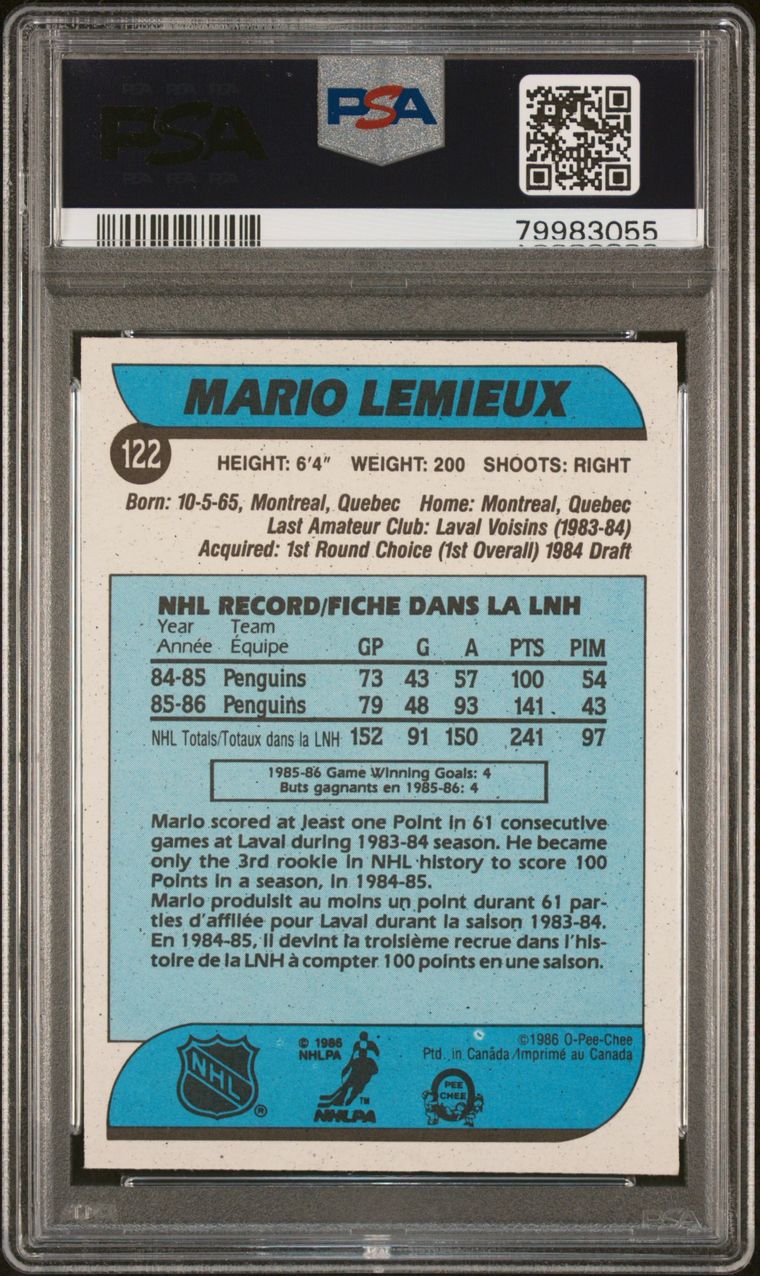 PSA PSA PSA
PSA
PSA PSA PSA
PSA
79983055
MARIO LEMIEUX
122
HEIGHT: 6'4" WEIGHT: 200 SHOOTS: RIGHT
Born: 10-5-65, Montreal, Quebec Home: Montreal, Quebec
Last Amateur Club: Laval Voisins (1983-84)
Acquired: 1st Round Choice (1st Overall) 1984 Draft
NHL RECORD/FICHE DANS LA LNH
Year Team
Année Équipe GP G A PTS PIM
84-85 Penguins 73 43 57 100 54
85-86 Penguins 79 48 93 141 43
NHL Totals/Totaux dans la LNH 152 91 150 241 97
1985-86 Game Winning Goals: 4
Buts gagnants en 1985-86: 4
Mario scored at least one Point in 61 consecutive
games at Laval during 1983-84 season. He became
only the 3rd rookie in NHL history to score 100
Points in a season, in 1984-85.
Mario produisit au moins un point durant 61 par-
ties d'affilée pour Laval durant la saison 1983-84.
En 1984-85, il devint la troisième recrue dans l'his-
toire de la LNH à compter 100 points en une saison.
NHL
®
© 1986
NHLPA
TM
NHLPA
©1986 O-Pee-Chee
Ptd. in Canada/Imprimé au Canada
PEE
CHEE
PSA